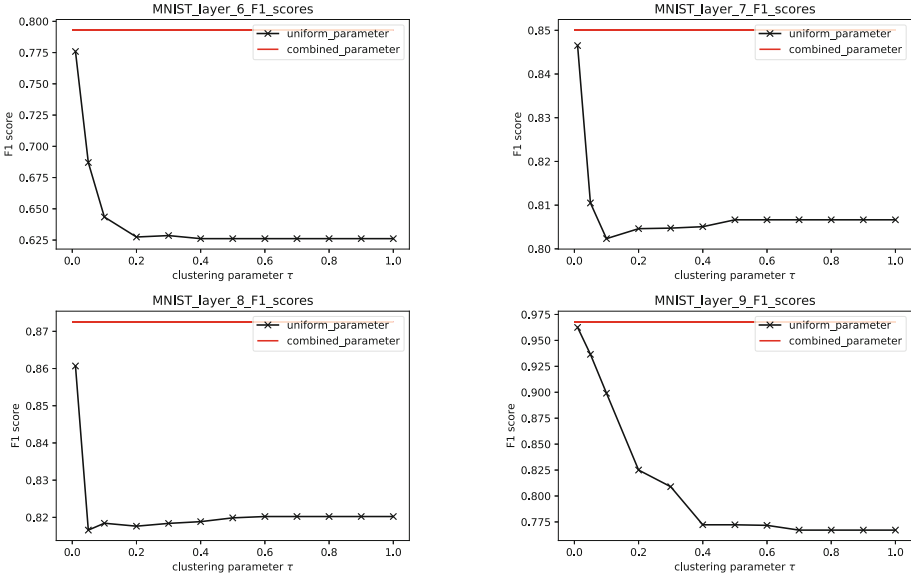 MNIST_layer_6_F1_scores
0.800
0.775
0.750
0.725
0.700
0.675
0.650
0.625
F1 score
uniform_parameter
combined_parameter
0.0 0.2 0.4 0.6 0.8 1.0
clustering parameter τ
MNIST_layer_7_F1_scores
0.85
0.84
0.83
0.82
0.81
0.80
F1 score
uniform_parameter
combined_parameter
0.0 0.2 0.4 0.6 0.8 1.0
clustering parameter τ
MNIST_layer_8_F1_scores
0.87
0.86
0.85
0.84
0.83
0.82
F1 score
uniform_parameter
combined_parameter
0.0 0.2 0.4 0.6 0.8 1.0
clustering parameter τ
MNIST_layer_9_F1_scores
0.975
0.950
0.925
0.900
0.875
0.850
0.825
0.800
0.775
F1 score
uniform_parameter
combined_parameter
0.0 0.2 0.4 0.6 0.8 1.0
clustering parameter τ